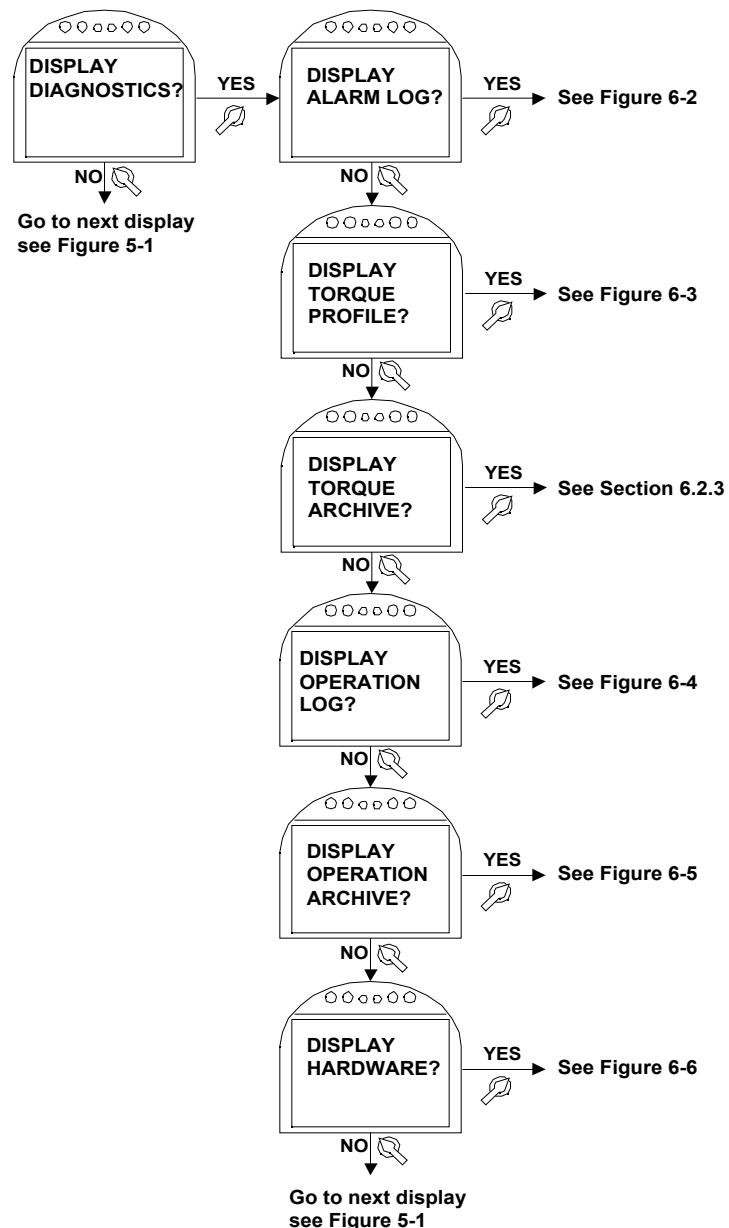 DISPLAY
DIAGNOSTICS?
YES
NO
Go to next display
see Figure 5-1
DISPLAY
ALARM LOG?
YES
See Figure 6-2
NO
DISPLAY
TORQUE
PROFILE?
YES
See Figure 6-3
NO
DISPLAY
TORQUE
ARCHIVE?
YES
See Section 6.2.3
NO
DISPLAY
OPERATION
LOG?
YES
See Figure 6-4
NO
DISPLAY
OPERATION
ARCHIVE?
YES
See Figure 6-5
NO
DISPLAY
HARDWARE?
YES
See Figure 6-6
NO
Go to next display
see Figure 5-1